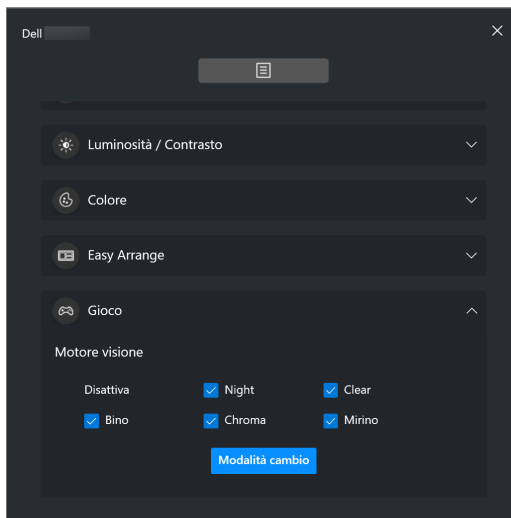 Dell
Luminosità / Contrasto
Colore
Easy Arrange
Gioco
Motore visione
Disattiva Night Clear
Bino Chroma Mirino
Modalità cambio